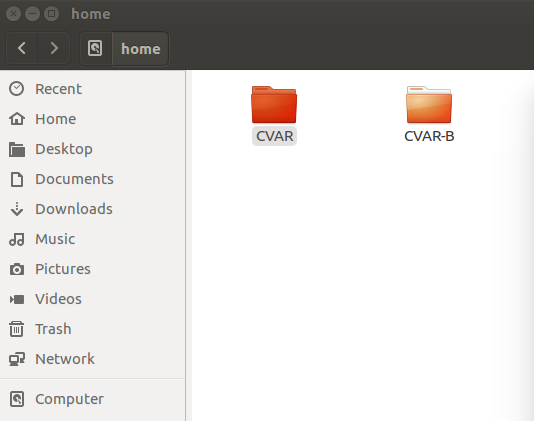 home
home
Recent
Home
Desktop
Documents
Downloads
Music
Pictures
Videos
Trash
Network
Computer
CVAR
CVAR-B